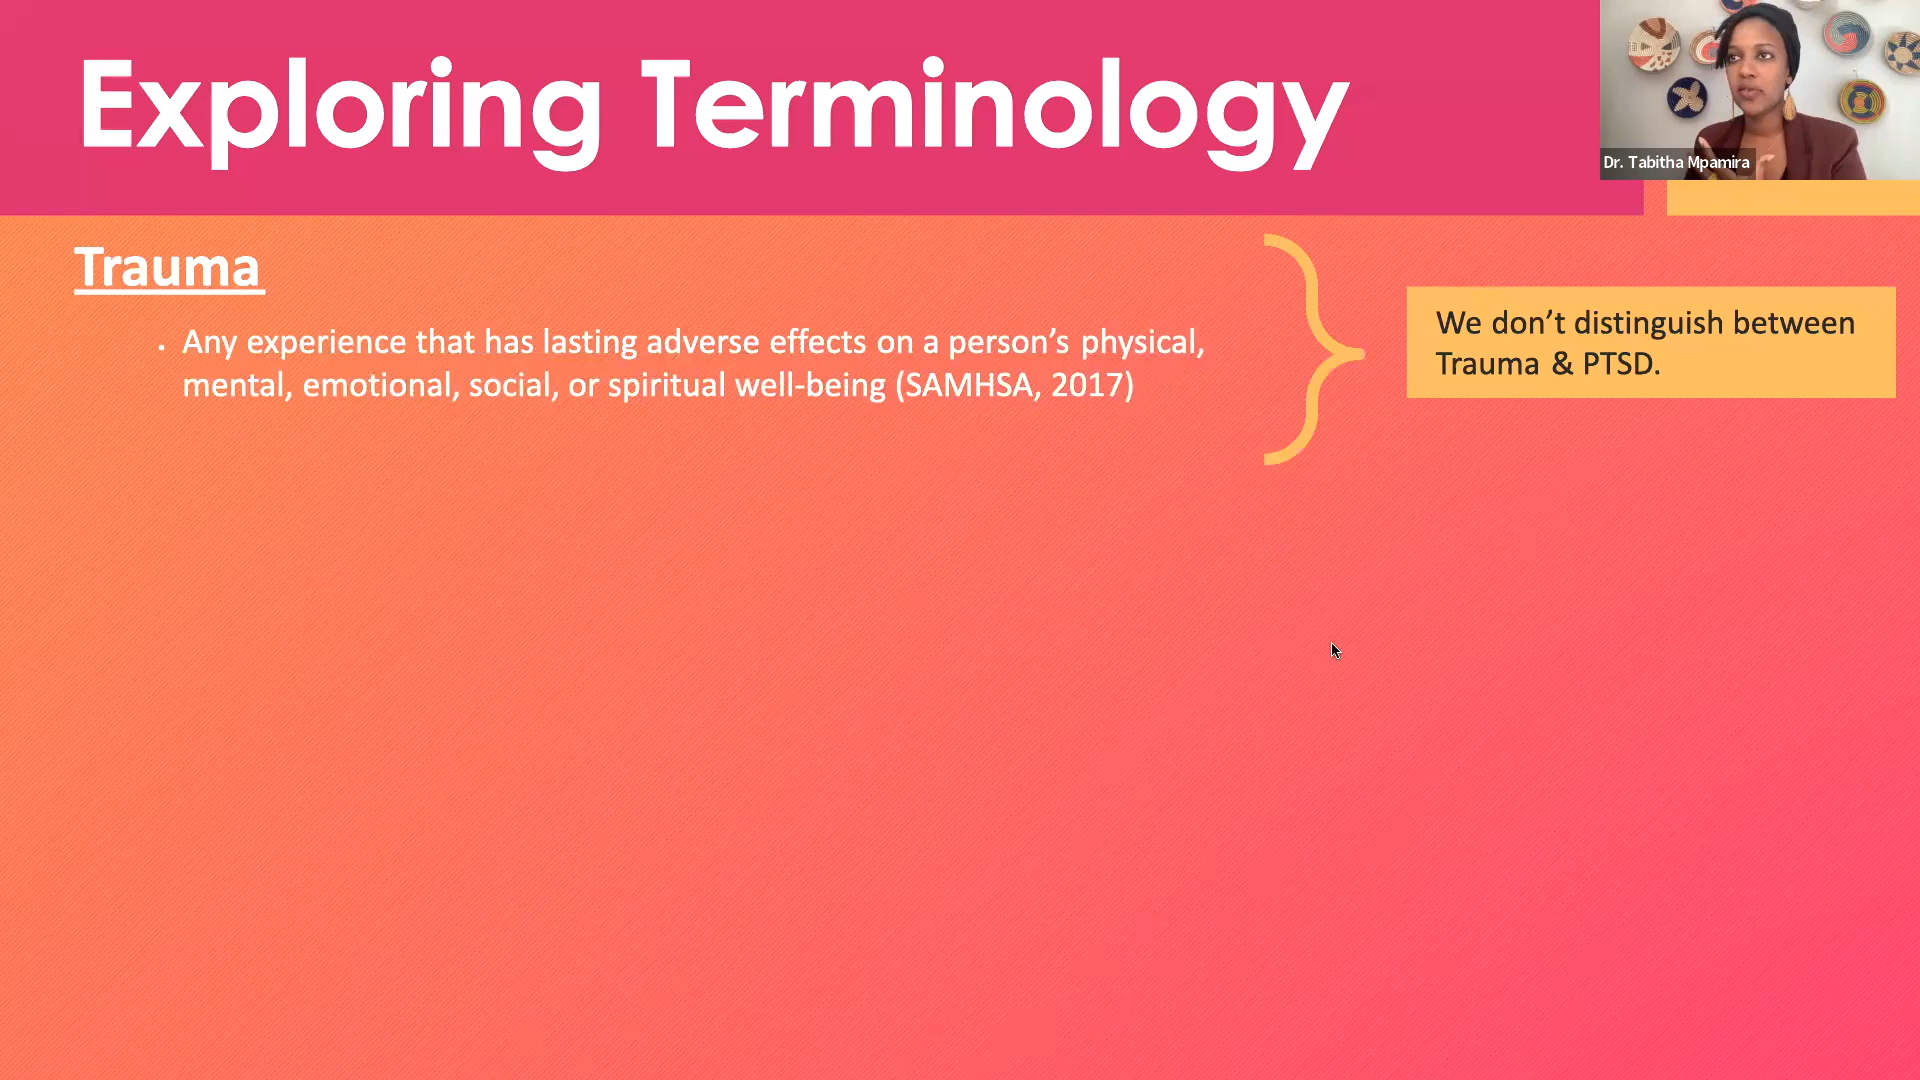 Exploring Terminology
Dr. Tabitha Mpamira
Trauma
• Any experience that has lasting adverse effects on a person’s physical,
mental, emotional, social, or spiritual well-being (SAMHSA, 2017)
We don’t distinguish between
Trauma & PTSD.